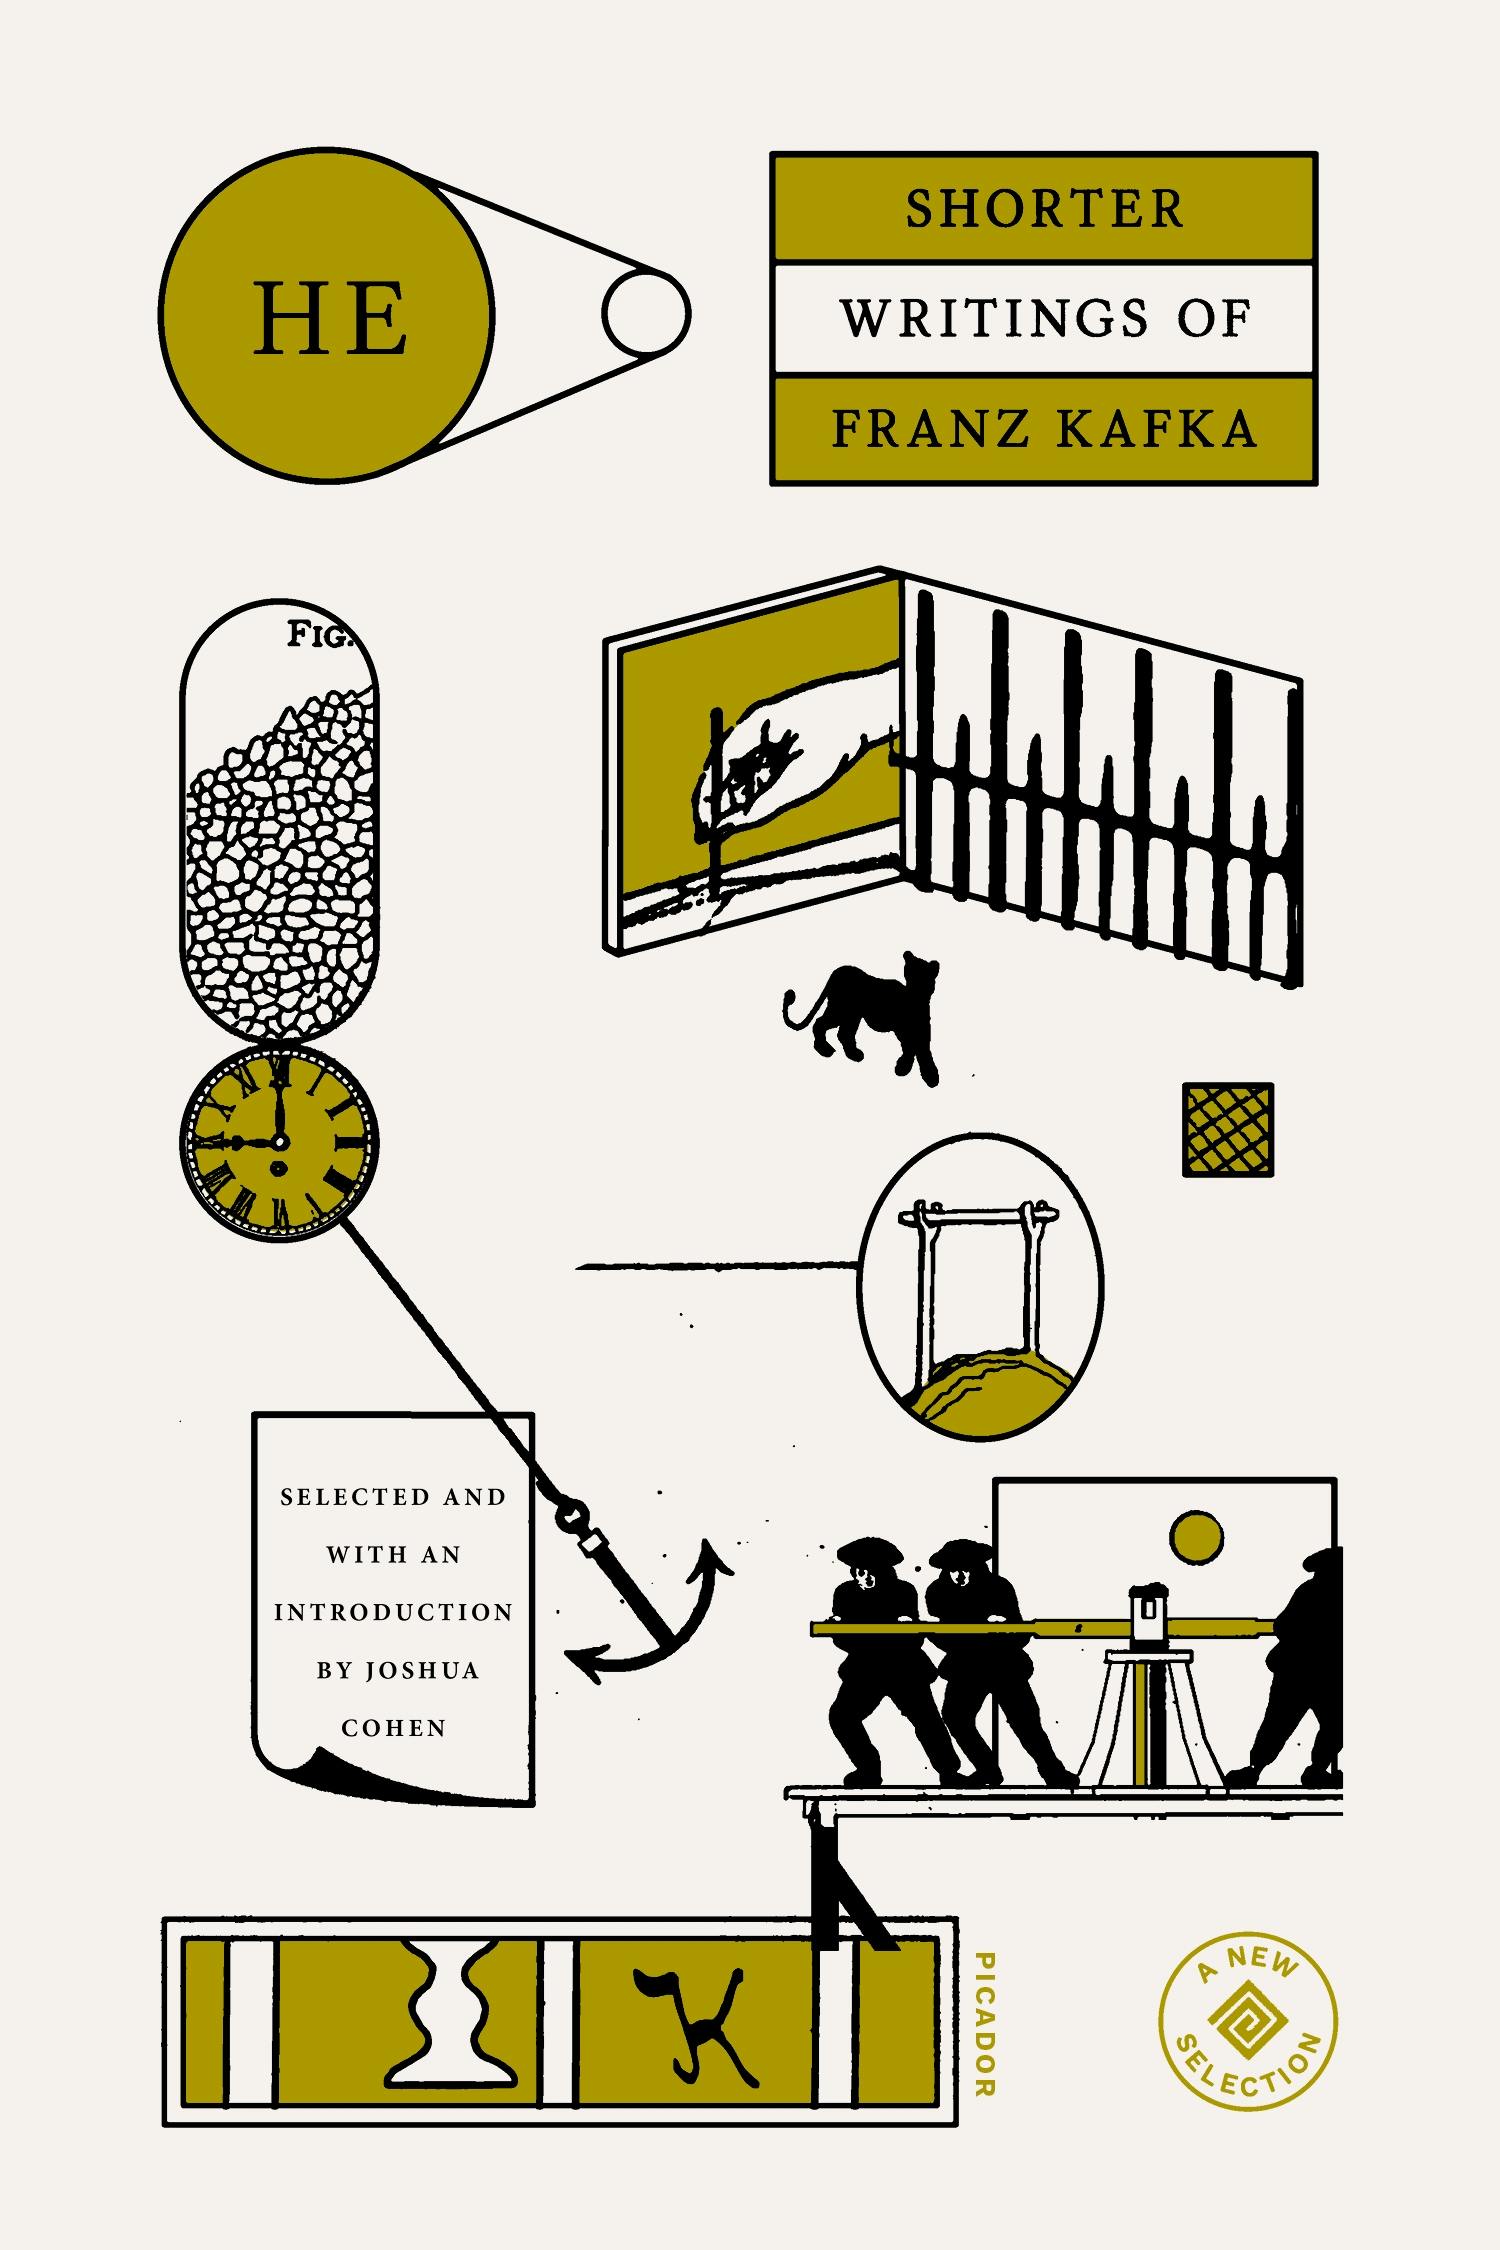 HE
SHORTER
WRITINGS OF
FRANZ KAFKA
FIG.
SELECTED AND
WITH AN
INTRODUCTION
BY JOSHUA
COHEN
K
K
PICADOR
A NEW
SELECTION